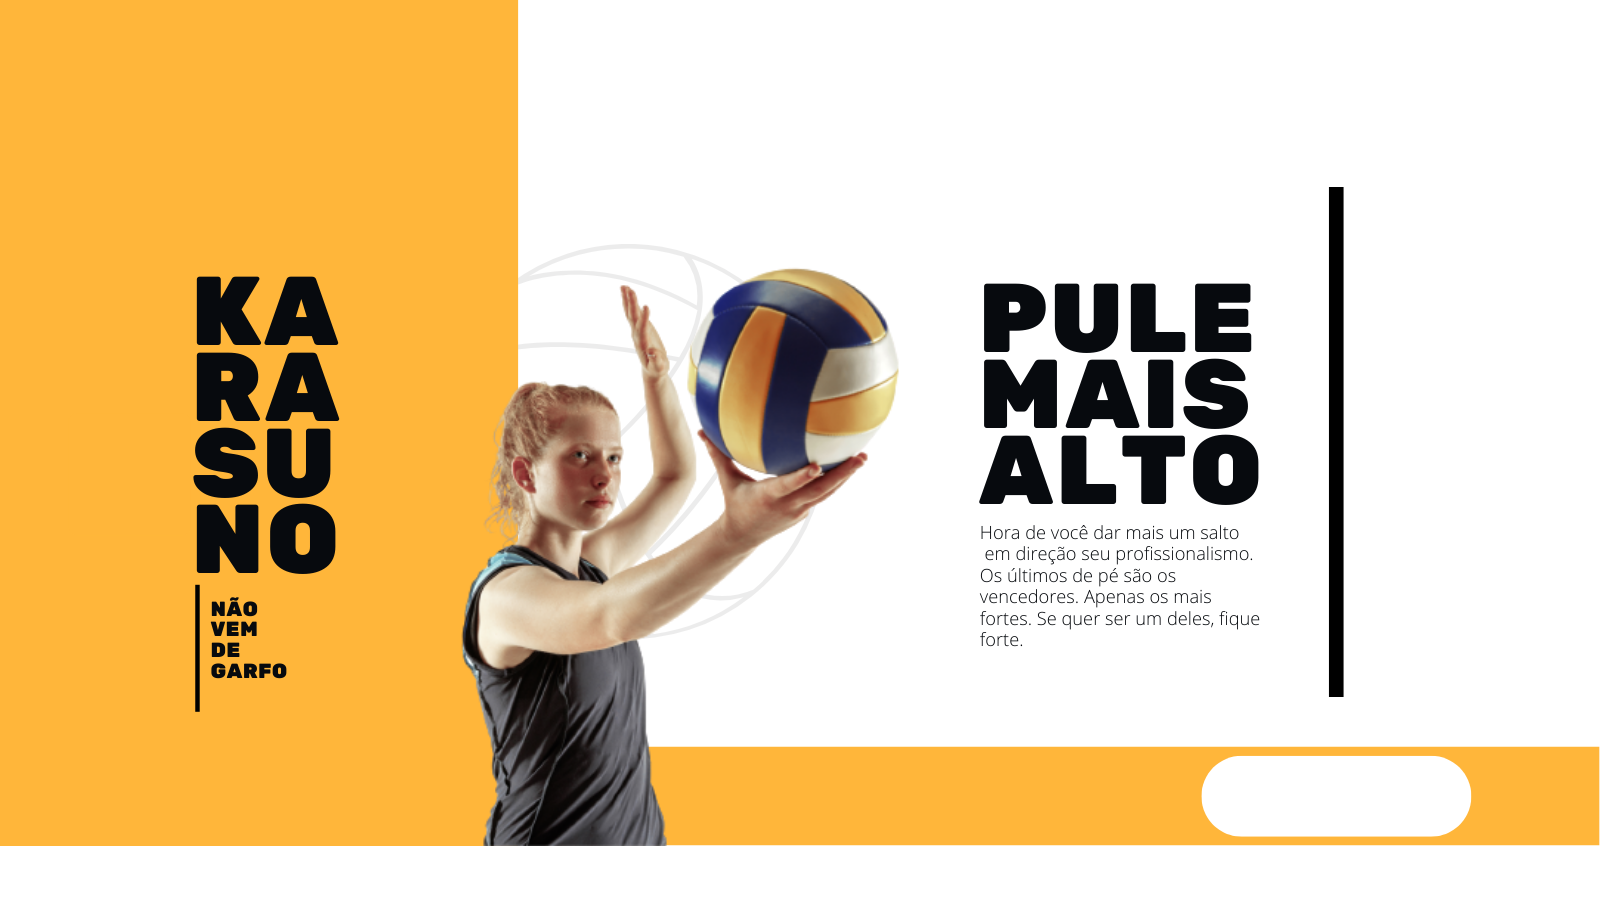 KA
RA
SU
NO
NÃO
VEM
DE
GARFO
PULE
MAIS
ALTO
Hora de você dar mais um salto
em direção seu profissionalismo.
Os últimos de pé são os
vencedores. Apenas os mais
fortes. Se quer ser um deles, fique
forte.